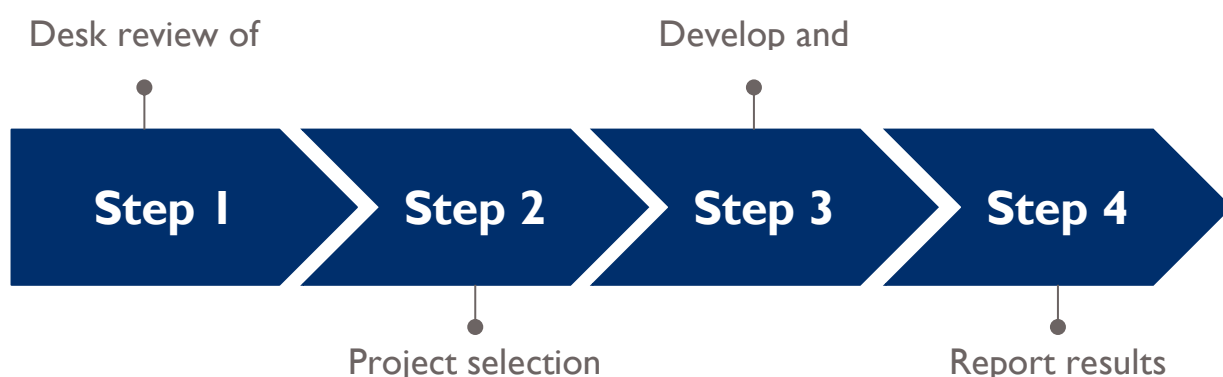 Desk review of
Develop and
Step 1
Step 2
Step 3
Step 4
Project selection
Report results